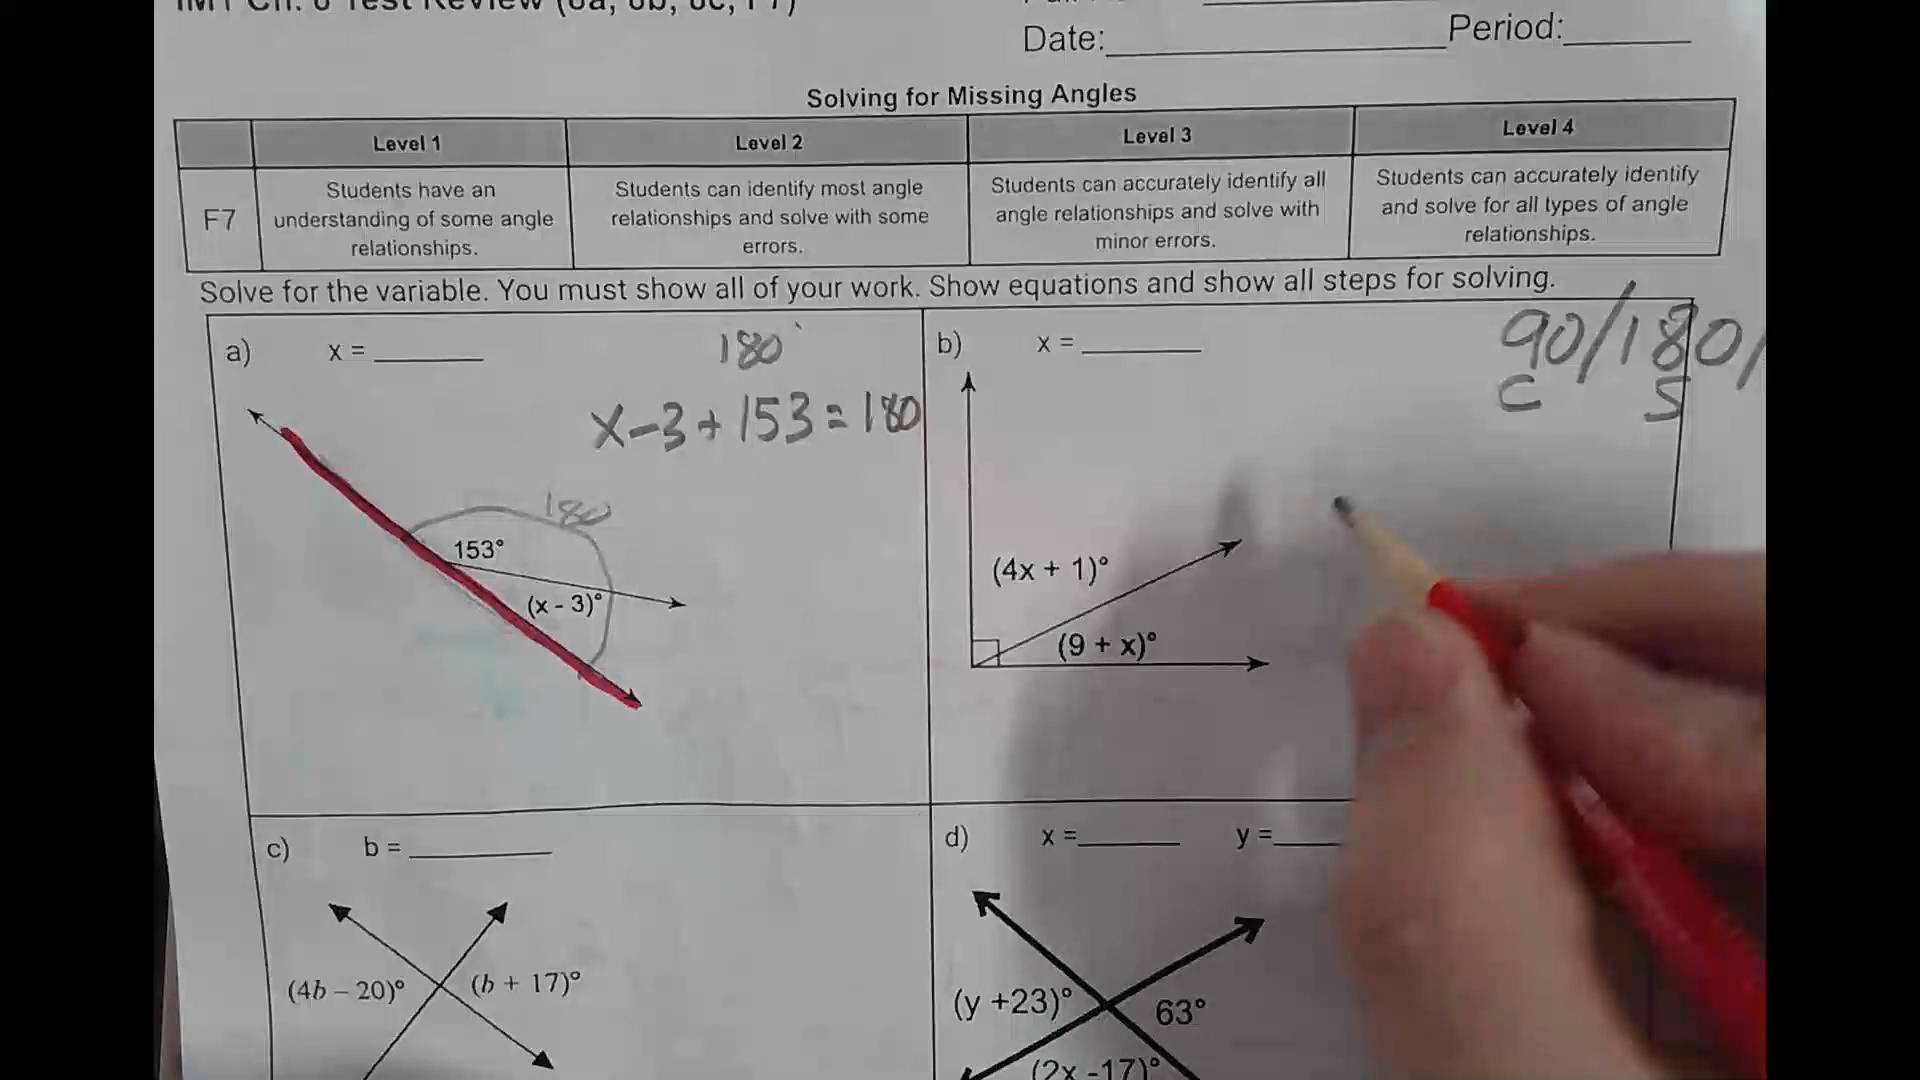 Date:
Period:
Solving for Missing Angles
Level 1
Level 2
Level 3
Level 4
F7
Students have an
understanding of some angle
relationships.
Students can identify most angle
relationships and solve with some
errors.
Students can accurately identify all
angle relationships and solve with
minor errors.
Students can accurately identify
and solve for all types of angle
relationships.
Solve for the variable. You must show all of your work. Show equations and show all steps for solving.
a) x =
180
x-3+153=180
180
153°
(x - 3)°
b) x =
90/180/
C S
(4x + 1)°
(9 + x)°
c) b =
(4b – 20)° (b + 17)°
d) x = y =
(y +23)° 63°
(2x -17)°